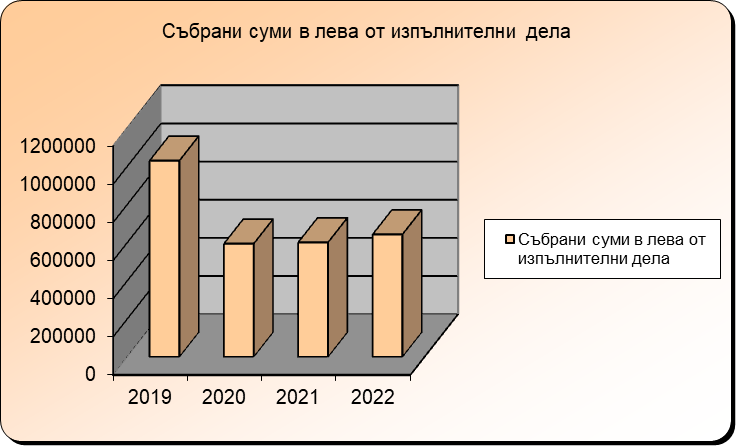 Събрани суми в лева от изпълнителни дела
1200000
1000000
800000
600000
400000
200000
0
2019 2020 2021 2022
Събрани суми в лева от
изпълнителни дела